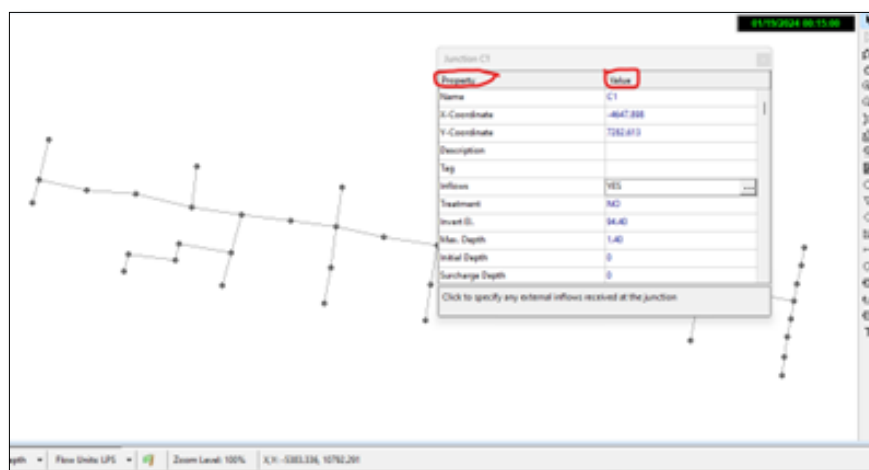 01/15/2024 00:15:00
Junction C1
Property Value
Name C1
X-Coordinate -4647.898
Y-Coordinate 7282.613
Description
Tag
Inflows YES ...
Treatment NO
Invert El. 94.40
Max. Depth 1.40
Initial Depth 0
Surcharge Depth 0
Click to specify any external inflows received at the junction
Flow Units: LPS
Zoom Level: 100%
X,Y: -5383.336, 10792.291